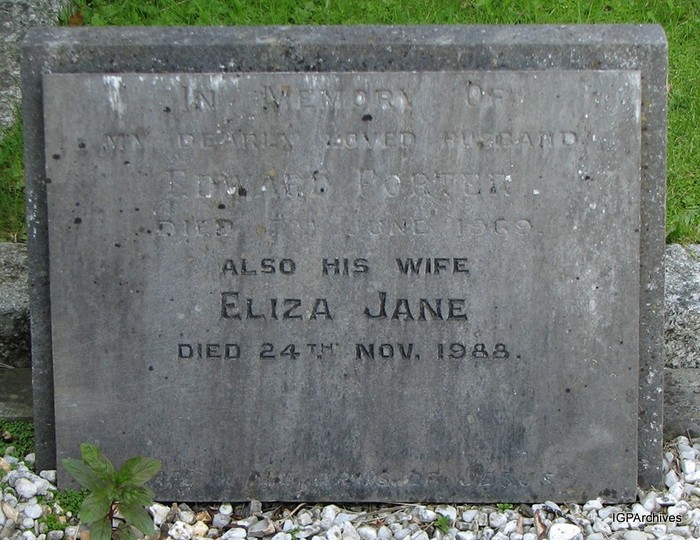 IN MEMORY OF
MY DEARLY LOVED HUSBAND
EDWARD PORTER
DIED JUNE 1969
ALSO HIS WIFE
ELIZA JANE
DIED 24TH NOV. 1988.
IGPArchives